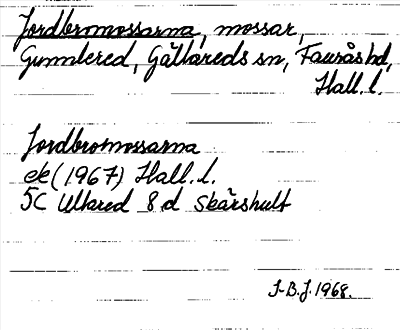 Jordbromossarna, mossar,
Gunnlered, Gällareds sn, Faurås hd,
Hall. l.
Jordbromossarna
ek (1967) Hall. l.
5C Ullared 8 d Skärshult
J-B.J. 1968.